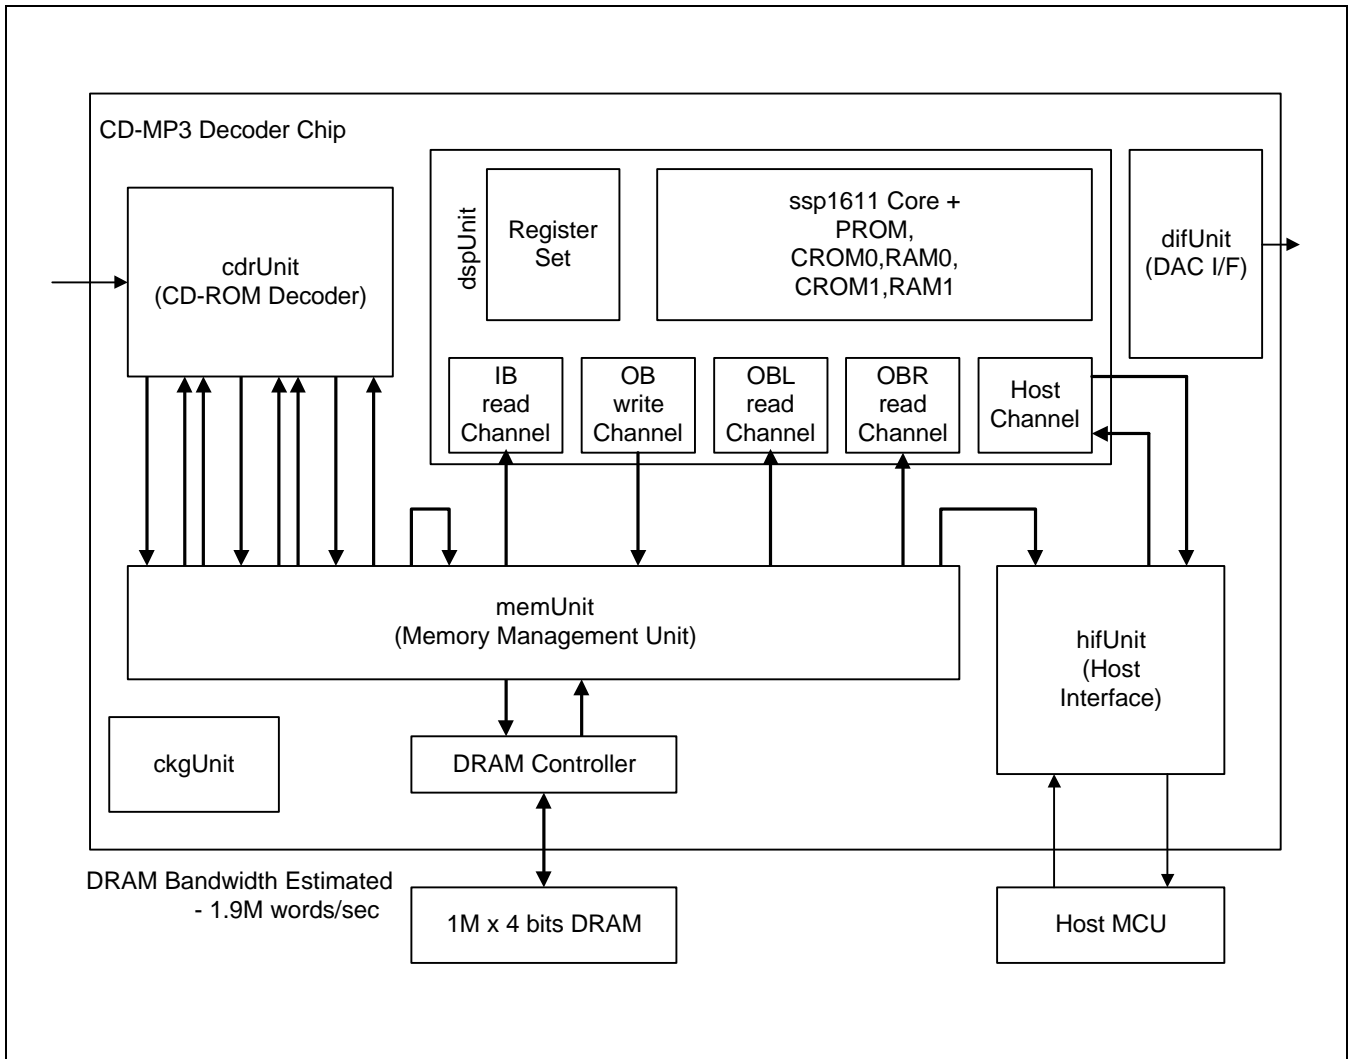 CD-MP3 Decoder Chip
cdrUnit
(CD-ROM Decoder)
dspUnit
Register
Set
ssp1611 Core +
PROM,
CROM0,RAM0,
CROM1,RAM1
difUnit
(DAC I/F)
IB
read
Channel
OB
write
Channel
OBL
read
Channel
OBR
read
Channel
Host
Channel
memUnit
(Memory Management Unit)
hifUnit
(Host
Interface)
ckgUnit
DRAM Controller
DRAM Bandwidth Estimated
- 1.9M words/sec
1M x 4 bits DRAM
Host MCU